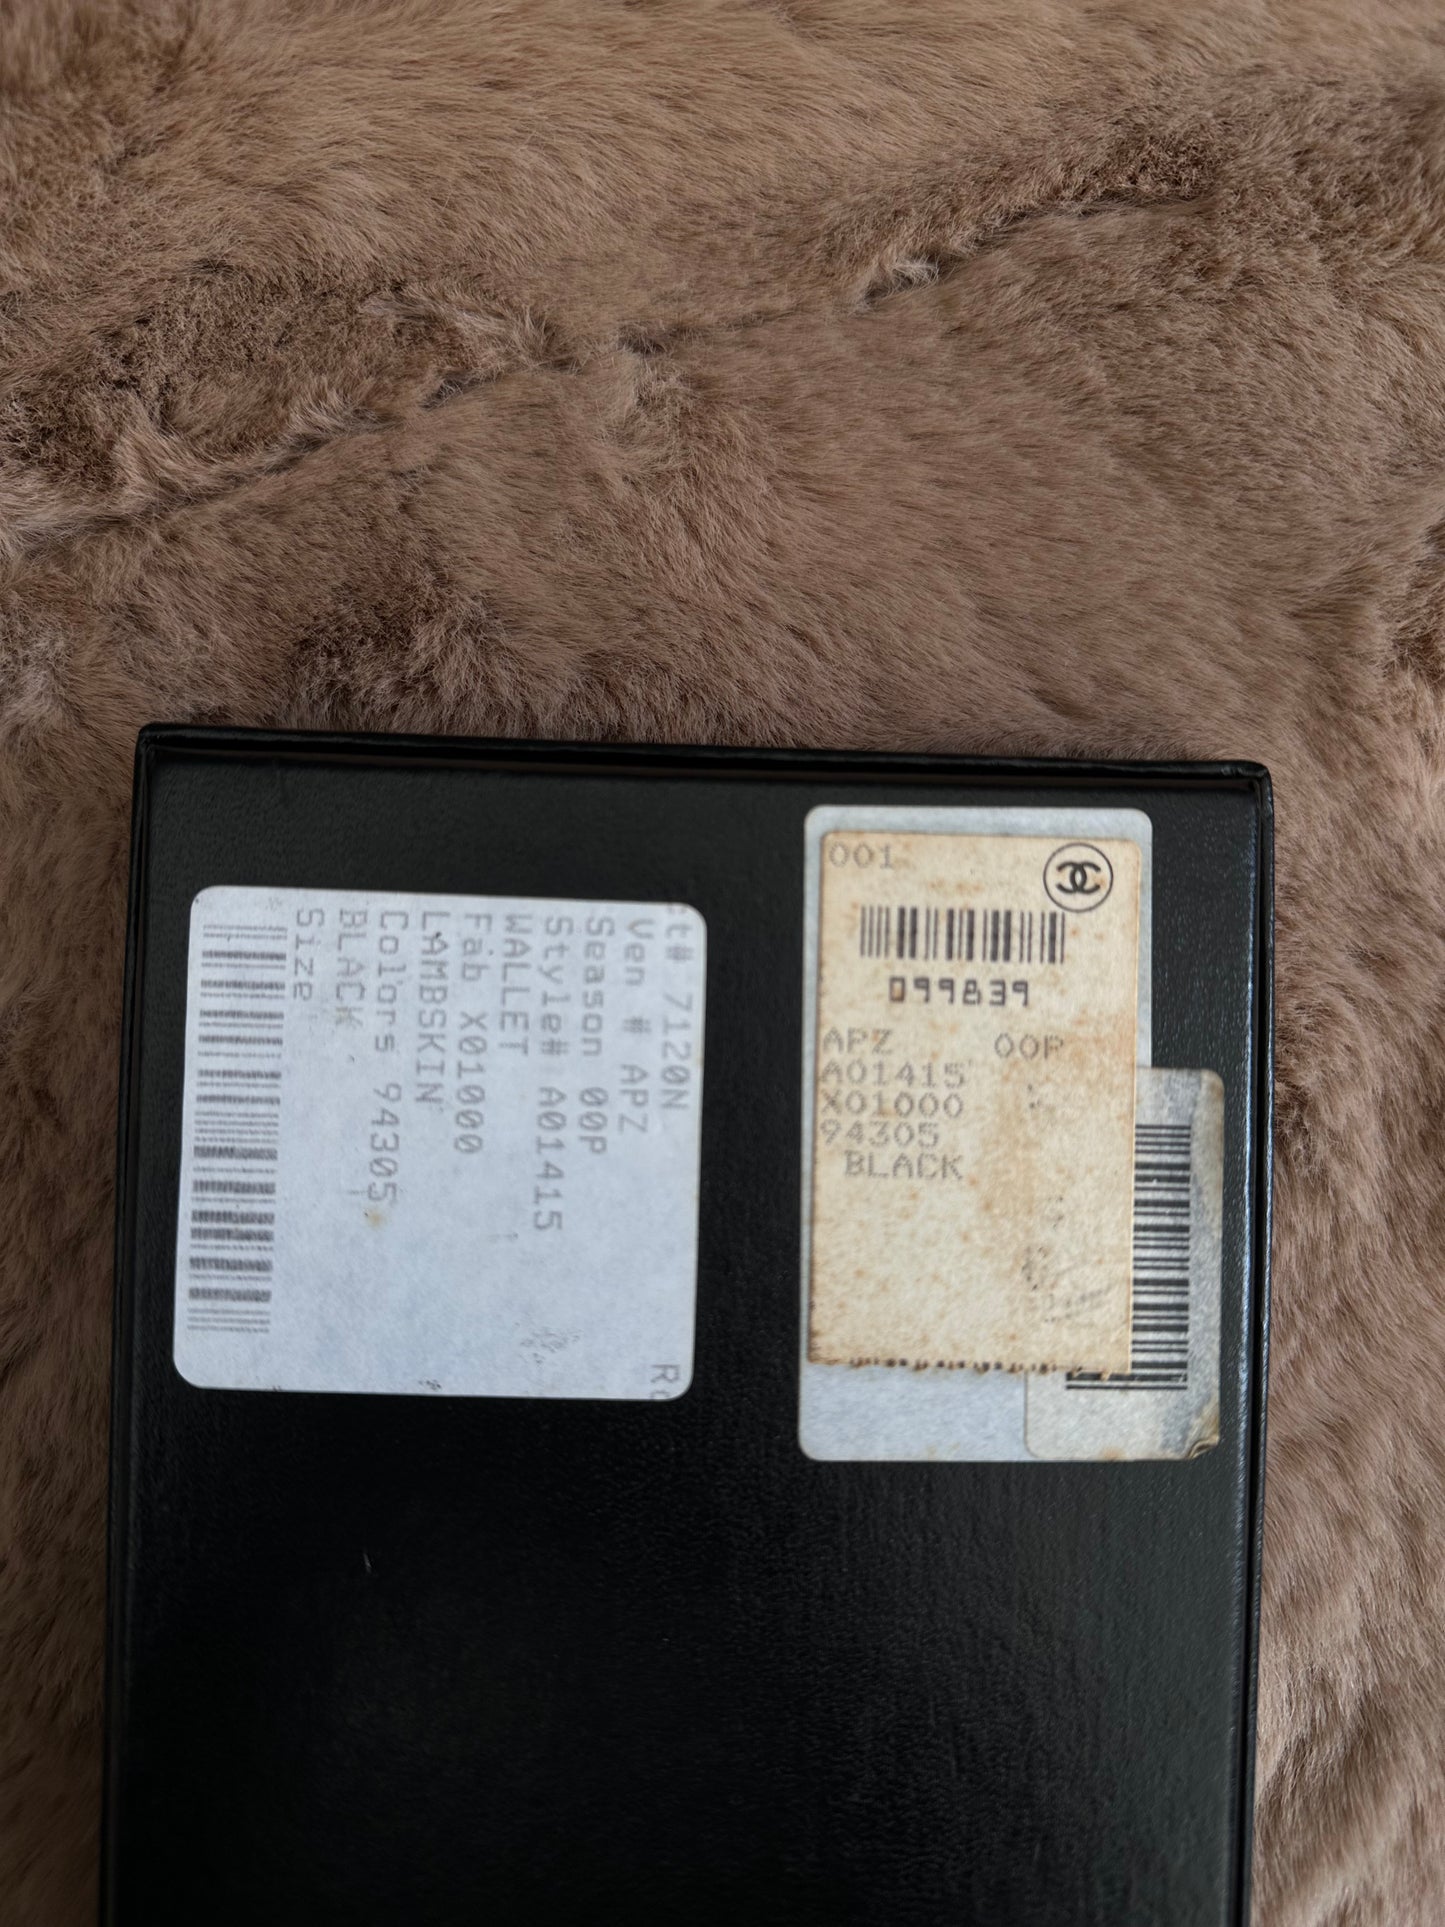 t# 7120N
Ven # APZ
Season 00P
Style# A01415
WALLET
Fab X01000
LAMBSKIN
Colors 94305
BLACK
Size
001
099839
APZ 00P
A01415
X01000
94305
BLACK